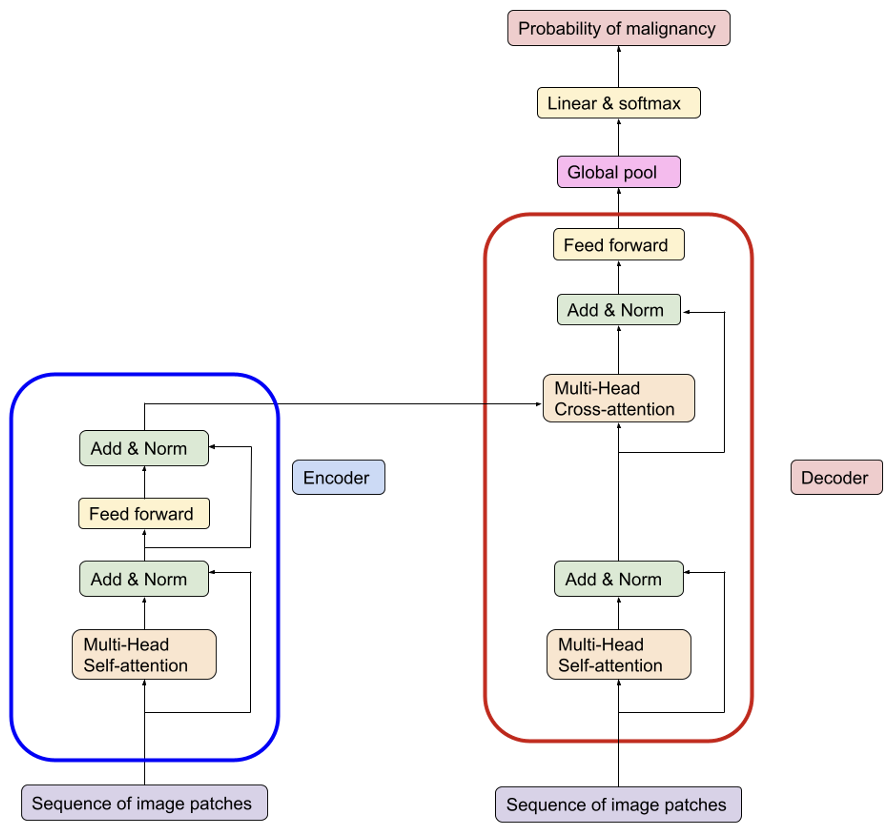 Probability of malignancy
Linear & softmax
Global pool
Feed forward
Add & Norm
Multi-Head
Cross-attention
Add & Norm
Multi-Head
Self-attention
Sequence of image patches
Decoder
Encoder
Add & Norm
Feed forward
Add & Norm
Multi-Head
Self-attention
Sequence of image patches